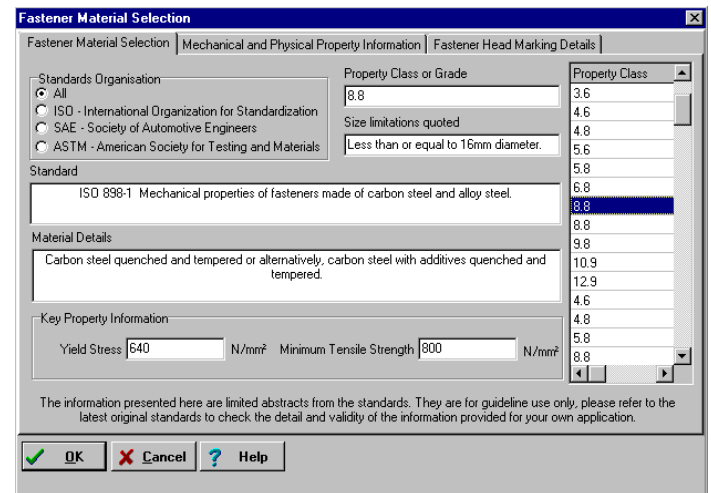 Fastener Material Selection
Fastener Material Selection
Mechanical and Physical Property Information
Fastener Head Marking Details
Standards Organisation
All
ISO - International Organization for Standardization
SAE - Society of Automotive Engineers
ASTM - American Society for Testing and Materials
Property Class or Grade
8.8
Size limitations quoted
Less than or equal to 16mm diameter.
Standard
ISO 898-1 Mechanical properties of fasteners made of carbon steel and alloy steel.
Material Details
Carbon steel quenched and tempered or alternatively, carbon steel with additives quenched and
tempered.
Key Property Information
Yield Stress 640 N/mm² Minimum Tensile Strength 800 N/mm²
Property Class
3.6
4.6
4.8
5.6
5.8
6.8
8.8
8.8
9.8
10.9
12.9
4.6
4.8
5.8
8.8
The information presented here are limited abstracts from the standards. They are for guideline use only, please refer to the
latest original standards to check the detail and validity of the information provided for your own application.
OK
Cancel
? Help